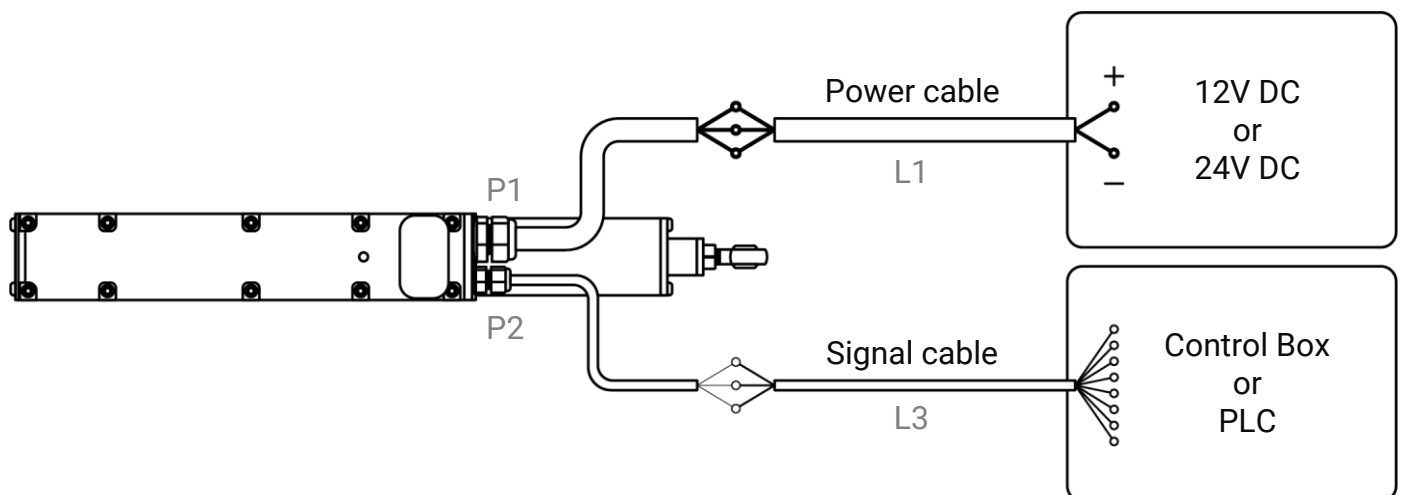 Power cable
L1
+
12V DC
or
24V DC
−
P1
P2
Signal cable
L3
Control Box
or
PLC